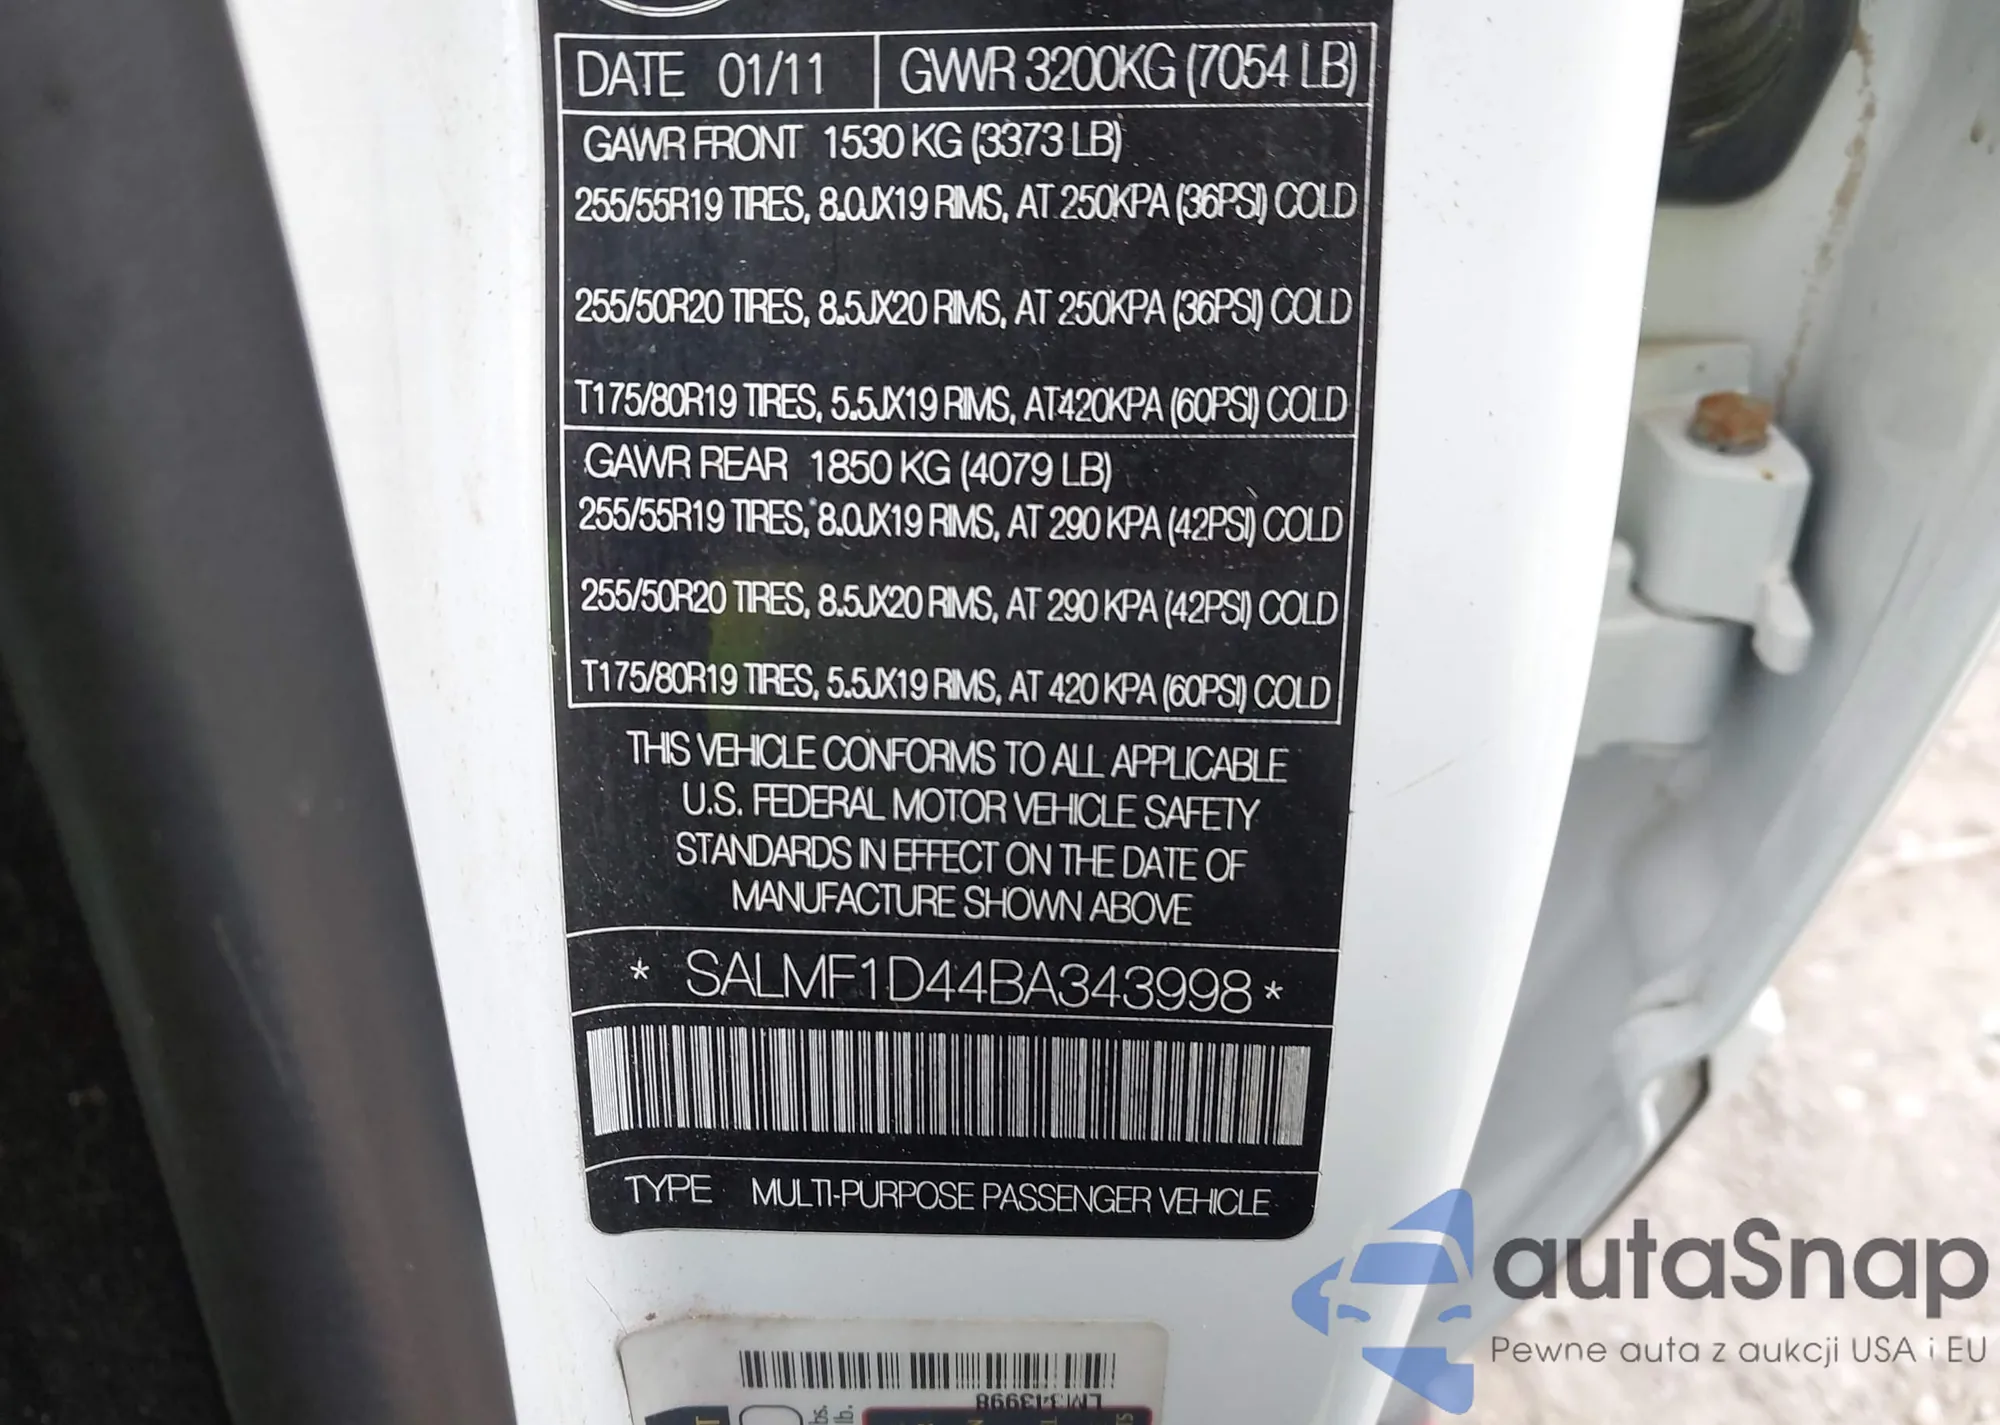 DATE 01/11 GVWR 3200KG (7054 LB)
GAWR FRONT 1530 KG (3373 LB)
255/55R19 TIRES, 8.0JX19 RIMS, AT 250KPA (36PSI) COLD
255/50R20 TIRES, 8.5JX20 RIMS, AT 250KPA (36PSI) COLD
T175/80R19 TIRES, 5.5JX19 RIMS, AT420KPA (60PSI) COLD
GAWR REAR 1850 KG (4079 LB)
255/55R19 TIRES, 8.0JX19 RIMS, AT 290 KPA (42PSI) COLD
255/50R20 TIRES, 8.5JX20 RIMS, AT 290 KPA (42PSI) COLD
T175/80R19 TIRES, 5.5JX19 RIMS, AT 420 KPA (60PSI) COLD
THIS VEHICLE CONFORMS TO ALL APPLICABLE
U.S. FEDERAL MOTOR VEHICLE SAFETY
STANDARDS IN EFFECT ON THE DATE OF
MANUFACTURE SHOWN ABOVE
* SALMF1D44BA343998 *
TYPE MULTI-PURPOSE PASSENGER VEHICLE
LM343998
lb.
autaSnap
Pewne auta z aukcji USA i EU